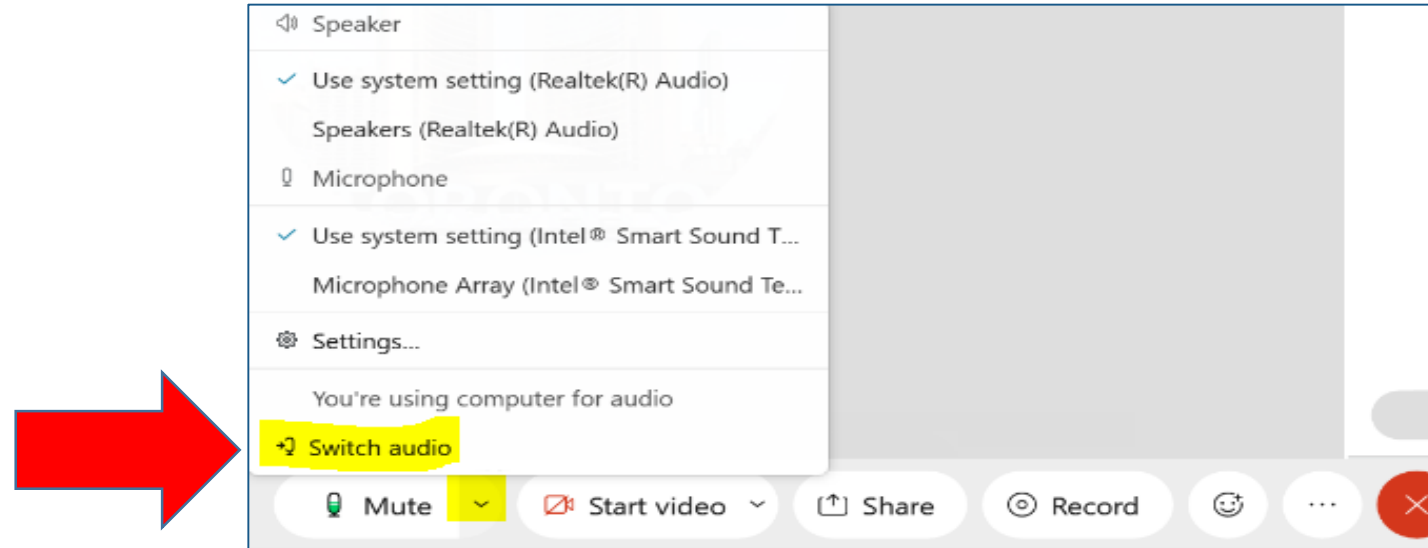 Speaker
Use system setting (Realtek(R) Audio)
Speakers (Realtek(R) Audio)
Microphone
Use system setting (Intel® Smart Sound T...
Microphone Array (Intel® Smart Sound Te...
Settings...
You're using computer for audio
Switch audio
Mute Start video Share Record